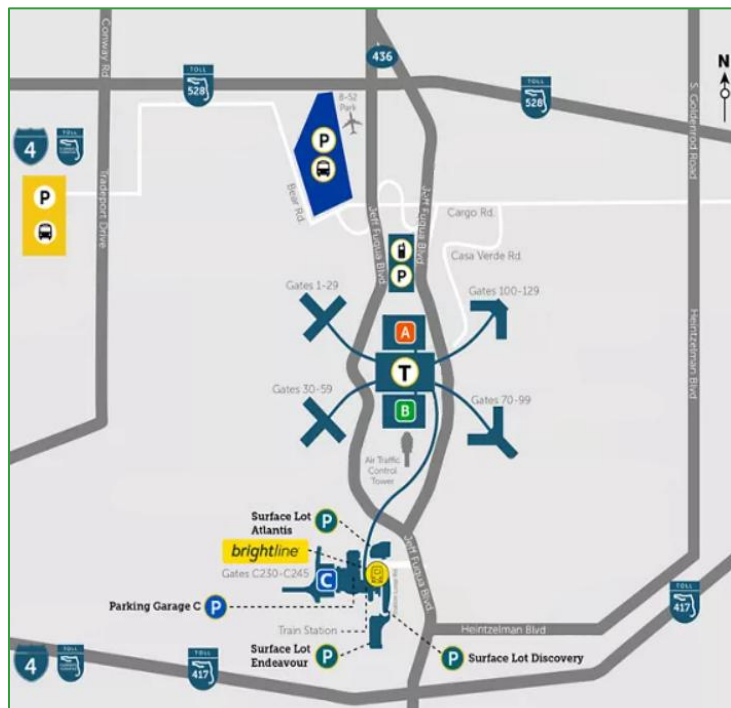 Conway Rd
436
N
TOLL
528
TOLL
528
B-52
Park
S. Goldenrod Road
4
TOLL
P
P
Tradeport Drive
Bear Rd.
Jeff Fuqua Blvd
Jeff Fuqua Blvd
Cargo Rd.
Casa Verde Rd.
P
Gates 1-29
Gates 100-129
A
T
Heintzelman Blvd
Gates 30-59
Gates 70-99
B
Air Traffic
Control
Tower
Surface Lot
Atlantis
P
brightline
Gates C230-C245
C
Jeff Fuqua Blvd
Parking Garage C
P
TOLL
417
Train Station
Heintzelman Blvd
Surface Lot
Endeavour
P
P
Surface Lot Discovery
4
TOLL
TOLL
417